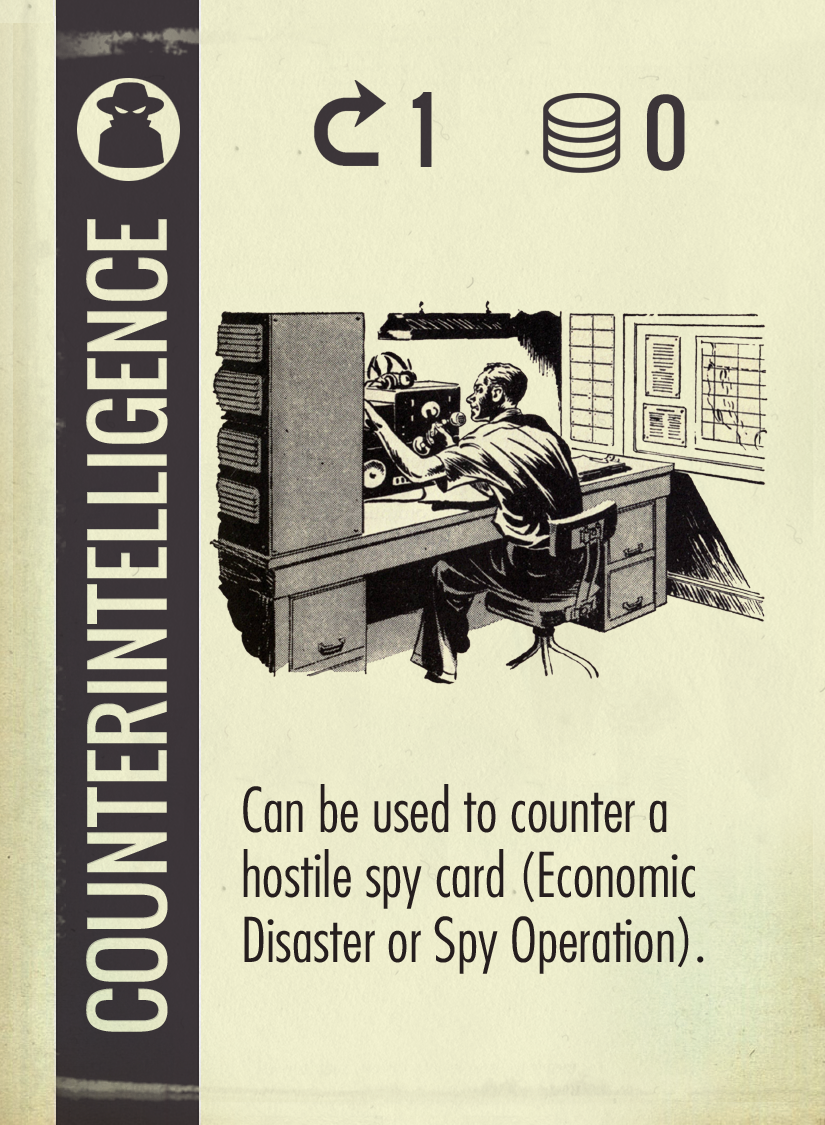 COUNTERINTELLIGENCE
1 0
Can be used to counter a
hostile spy card (Economic
Disaster or Spy Operation).